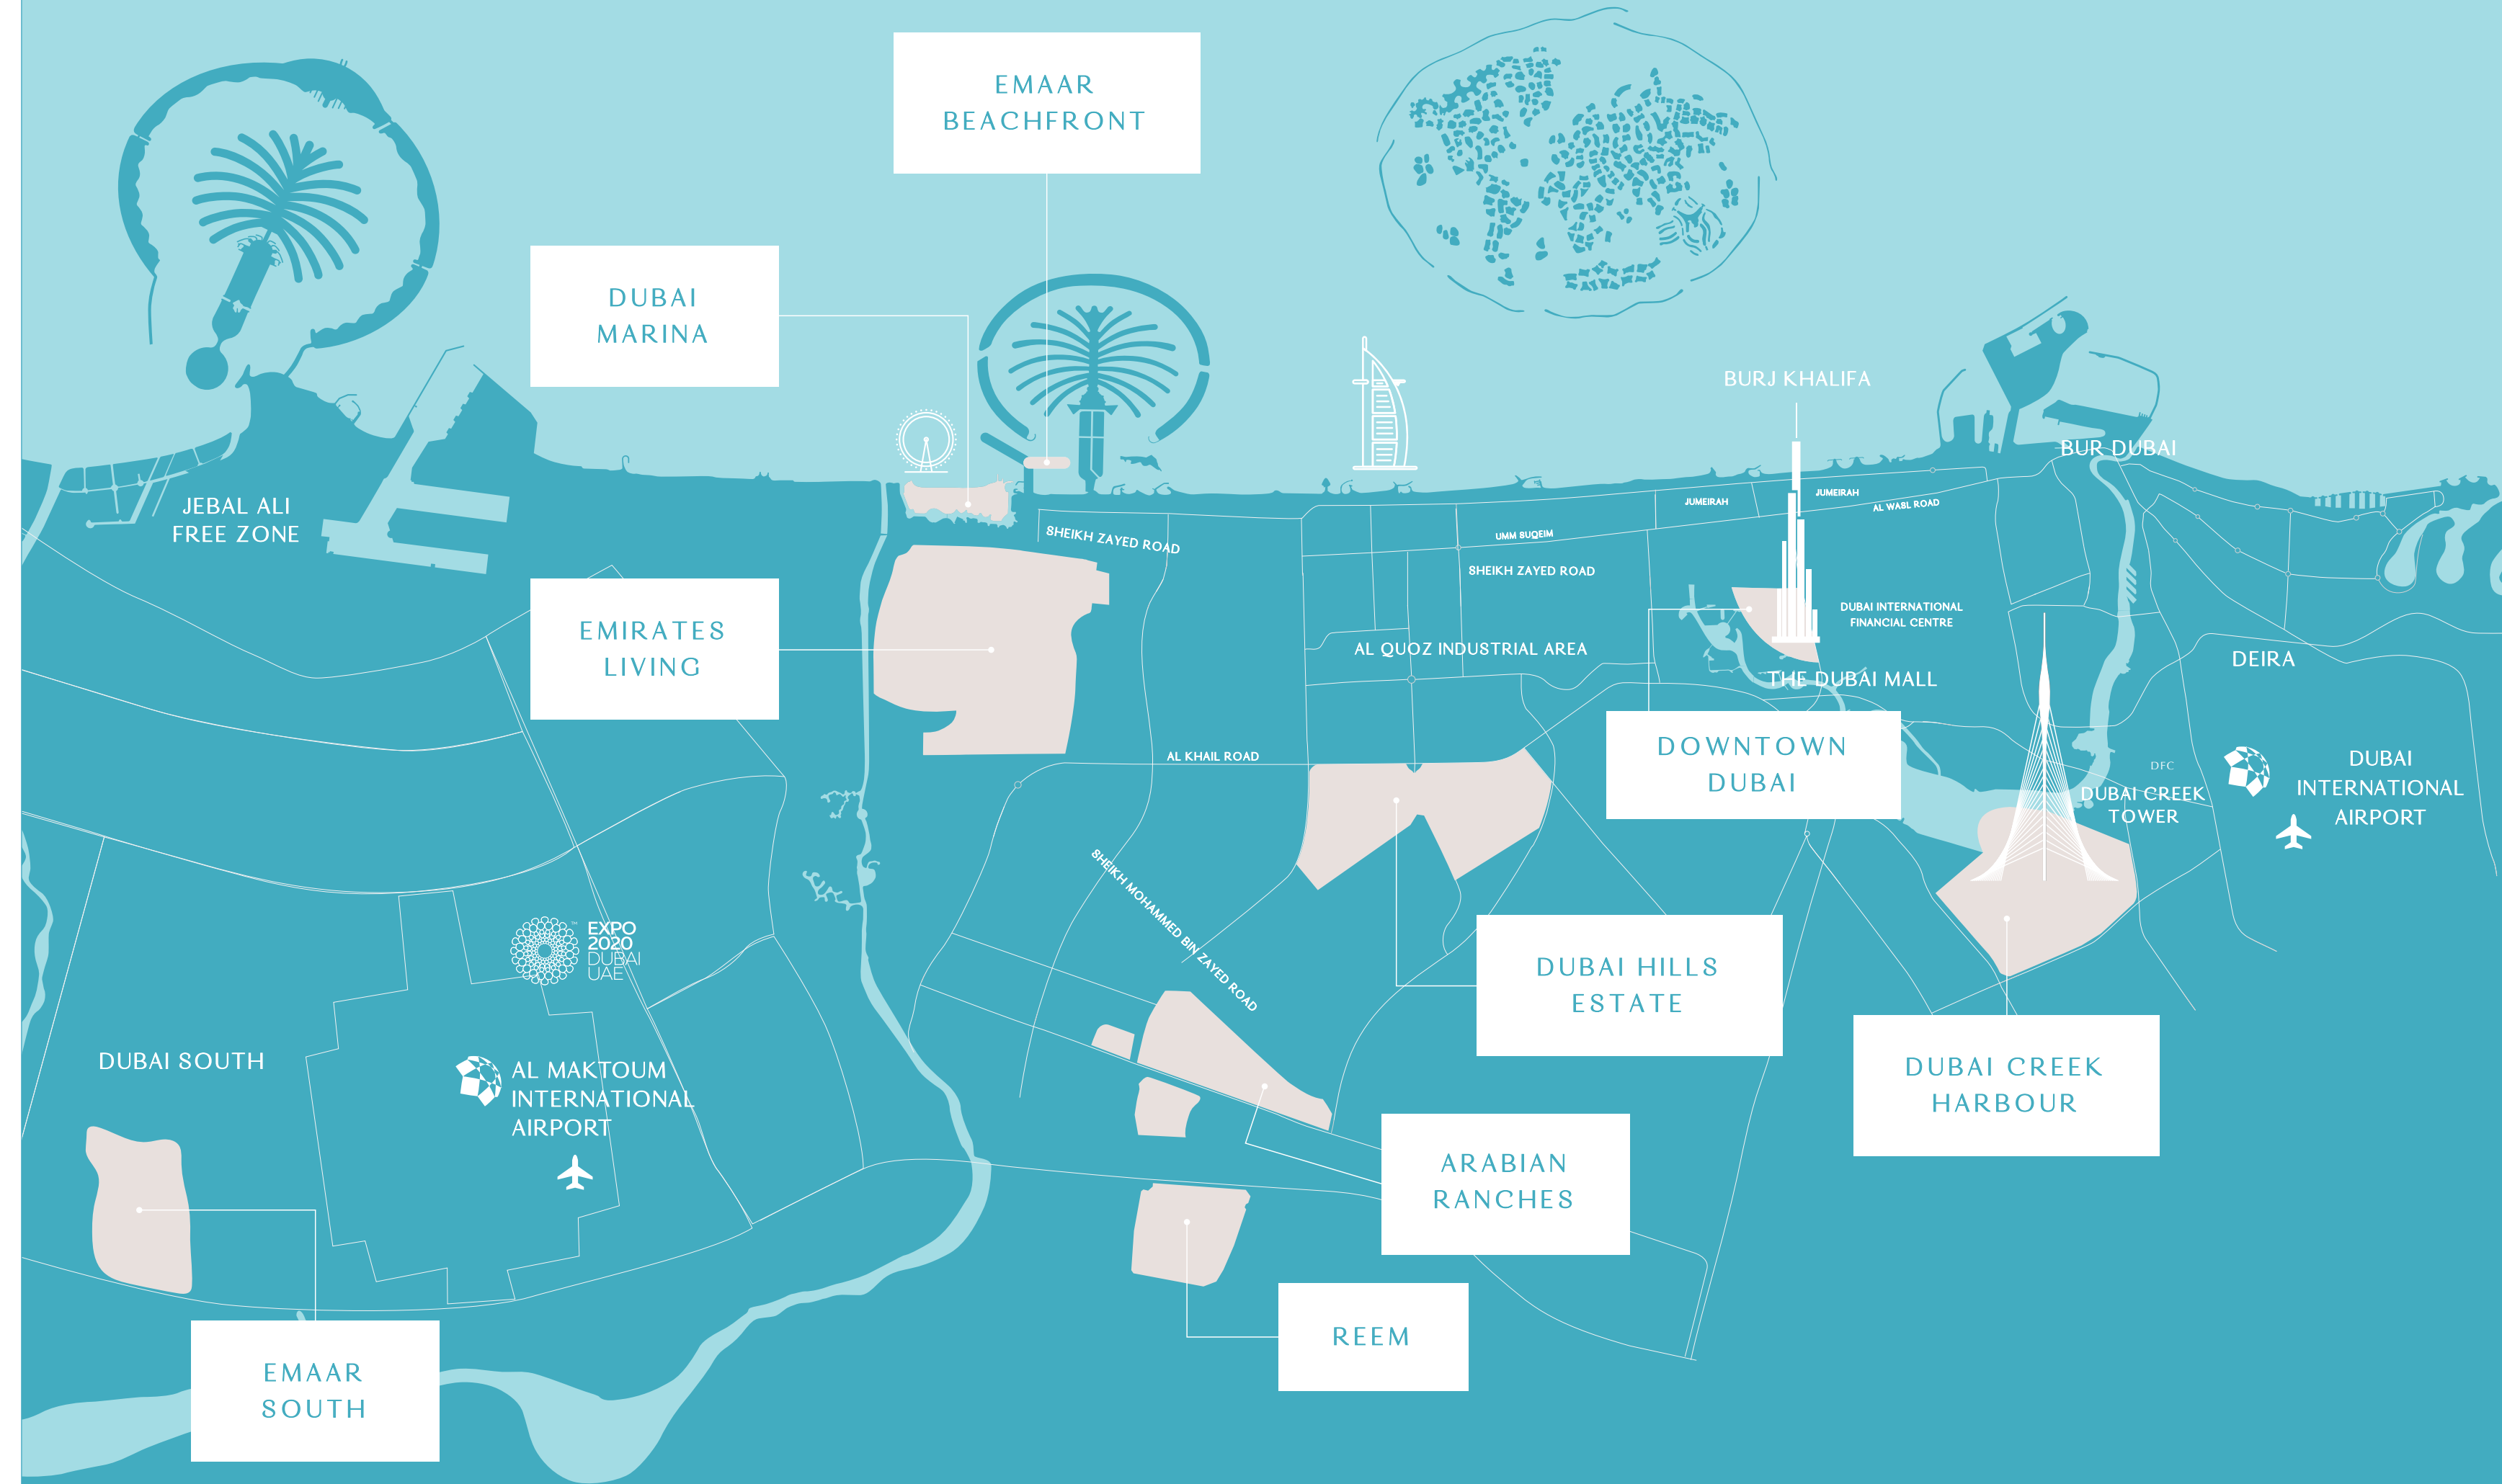 EMAAR
BEACHFRONT
DUBAI
MARINA
BURJ KHALIFA
BUR DUBAI
JEBAL ALI
FREE ZONE
JUMEIRAH
JUMEIRAH
AL WASL ROAD
SHEIKH ZAYED ROAD
UMM SUQEIM
SHEIKH ZAYED ROAD
DUBAI INTERNATIONAL
FINANCIAL CENTRE
EMIRATES
LIVING
AL QUOZ INDUSTRIAL AREA
DEIRA
THE DUBAI MALL
DOWNTOWN
DUBAI
AL KHAIL ROAD
DFC
DUBAI CREEK
TOWER
DUBAI
INTERNATIONAL
AIRPORT
SHEIKH MOHAMMED BIN ZAYED ROAD
EXPO
2020
DUBAI
UAE
TM
DUBAI HILLS
ESTATE
DUBAI SOUTH
AL MAKTOUM
INTERNATIONAL
AIRPORT
DUBAI CREEK
HARBOUR
ARABIAN
RANCHES
REEM
EMAAR
SOUTH